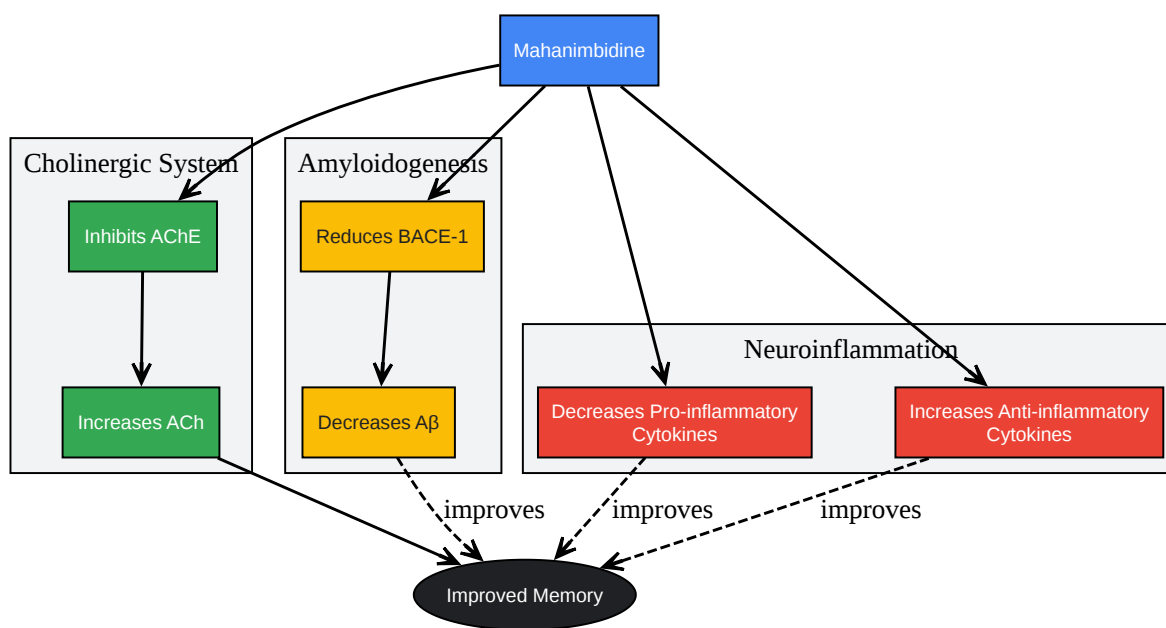 Mahanimbidine
Cholinergic System
Amyloidogenesis
Inhibits AChE
Reduces BACE-1
Neuroinflammation
Increases ACh
Decreases Aβ
Decreases Pro-inflammatory
Cytokines
Increases Anti-inflammatory
Cytokines
improves
improves
improves
Improved Memory